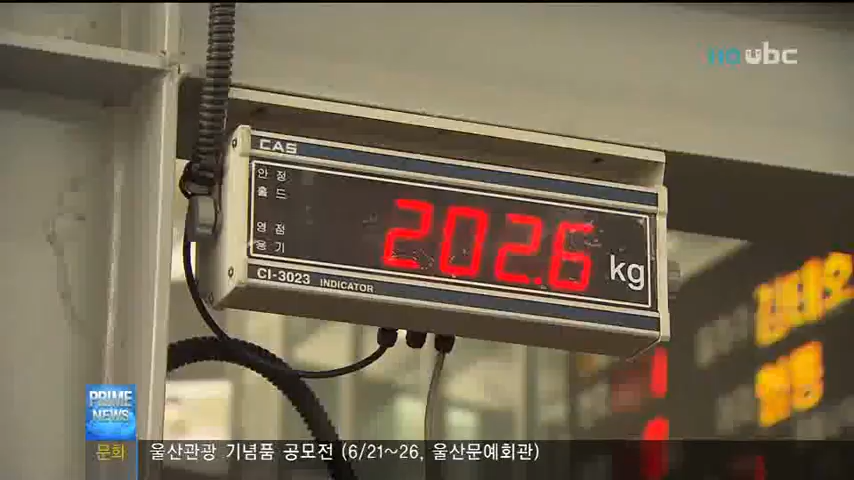 HD ubc
CAS
안정
홀드
영점
용기
202.6 kg
CI-3023 INDICATOR
PRIME
NEWS
문화 울산관광 기념품 공모전 (6/21~26, 울산문예회관)